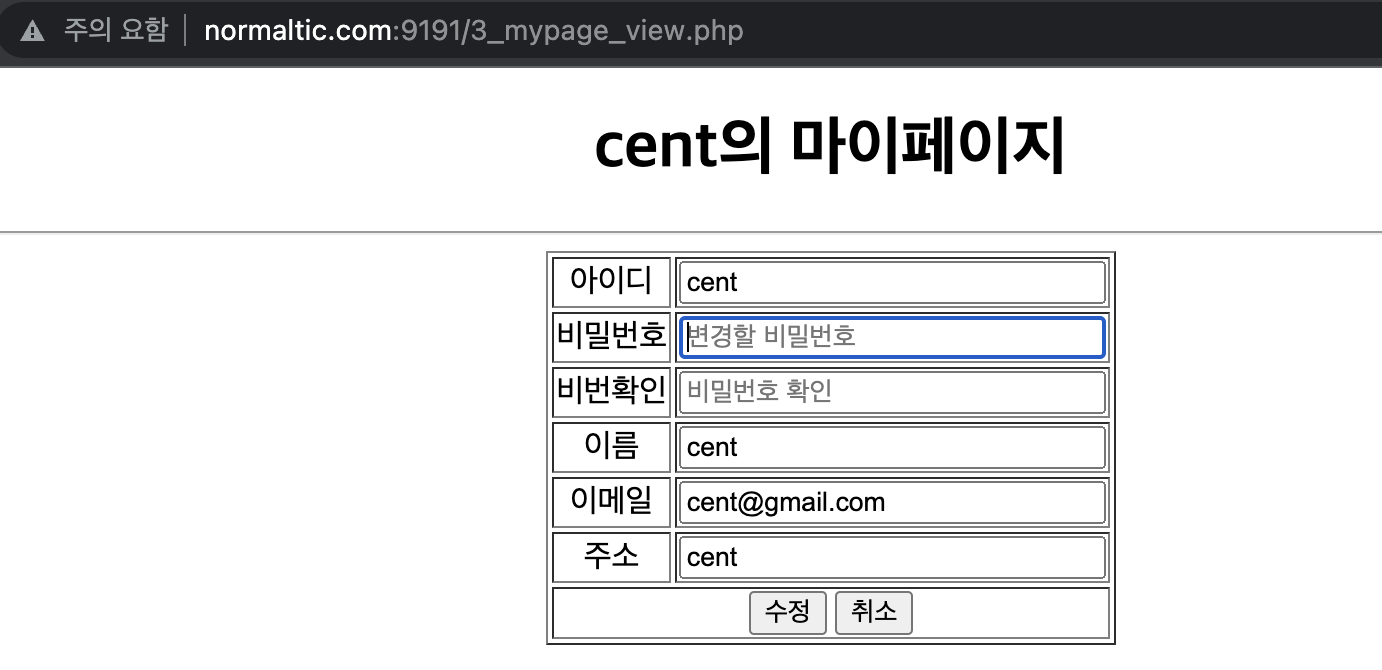 주의 요함 normaltic.com:9191/3_mypage_view.php
cent의 마이페이지
아이디 cent
비밀번호 변경할 비밀번호
비번확인 비밀번호 확인
이름 cent
이메일 cent@gmail.com
주소 cent
수정 취소